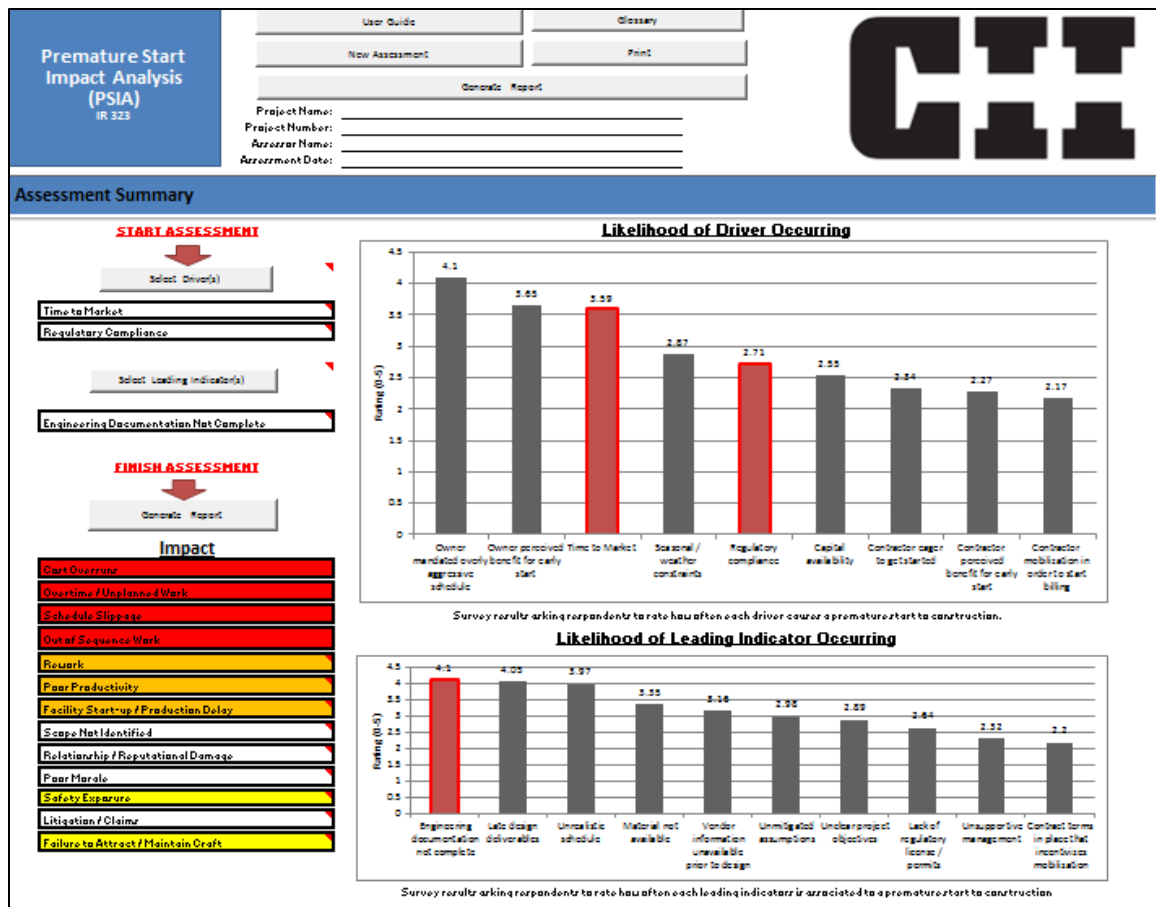 Premature Start
Impact Analysis
(PSIA)
IR 323
User Guide
Glossary
New Assessment
Print
Generate Report
Project Name:
Project Number:
Assessor Name:
Assessment Date:
CII
Assessment Summary
START ASSESSMENT
Select Driver(s)
Time to Market
Regulatory Compliance
Select Leading Indicator(s)
Engineering Documentation Not Complete
FINISH ASSESSMENT
Generate Report
Impact
Cost Overruns
Overtime / Unplanned Work
Schedule Slippage
Out of Sequence Work
Rework
Poor Productivity
Facility Start-up / Production Delay
Scope Not Identified
Relationship / Reputational Damage
Poor Morale
Safety Exposure
Litigation / Claims
Failure to Attract / Maintain Craft
Likelihood of Driver Occurring
Rating (0-5)
4.5
4
3.5
3
2.5
2
1.5
1
0.5
0
4.1
3.65
3.59
2.87
2.71
2.55
2.34
2.27
2.17
Owner mandated overly aggressive schedule
Owner perceived benefit for early start
Time to Market
Seasonal / weather constraints
Regulatory compliance
Capital availability
Contractor eager to get started
Contractor perceived benefit for early start
Contractor mobilisation in order to start billing
Survey results asking respondents to rate how often each driver causes a premature start to construction.
Likelihood of Leading Indicator Occurring
Rating (0-5)
4.5
4
3.5
3
2.5
2
1.5
1
0.5
0
4.1
4.05
3.97
3.35
3.16
2.98
2.89
2.64
2.32
2.2
Engineering documentation not complete
Late design deliverables
Unrealistic schedule
Material not available
Vendor information unavailable prior to design
Unmitigated assumptions
Unclear project objectives
Lack of regulatory license / permits
Unsupportive management
Contract terms in place that incentivizes mobilisation
Survey results asking respondents to rate how often each leading indicators is associated to a premature start to construction